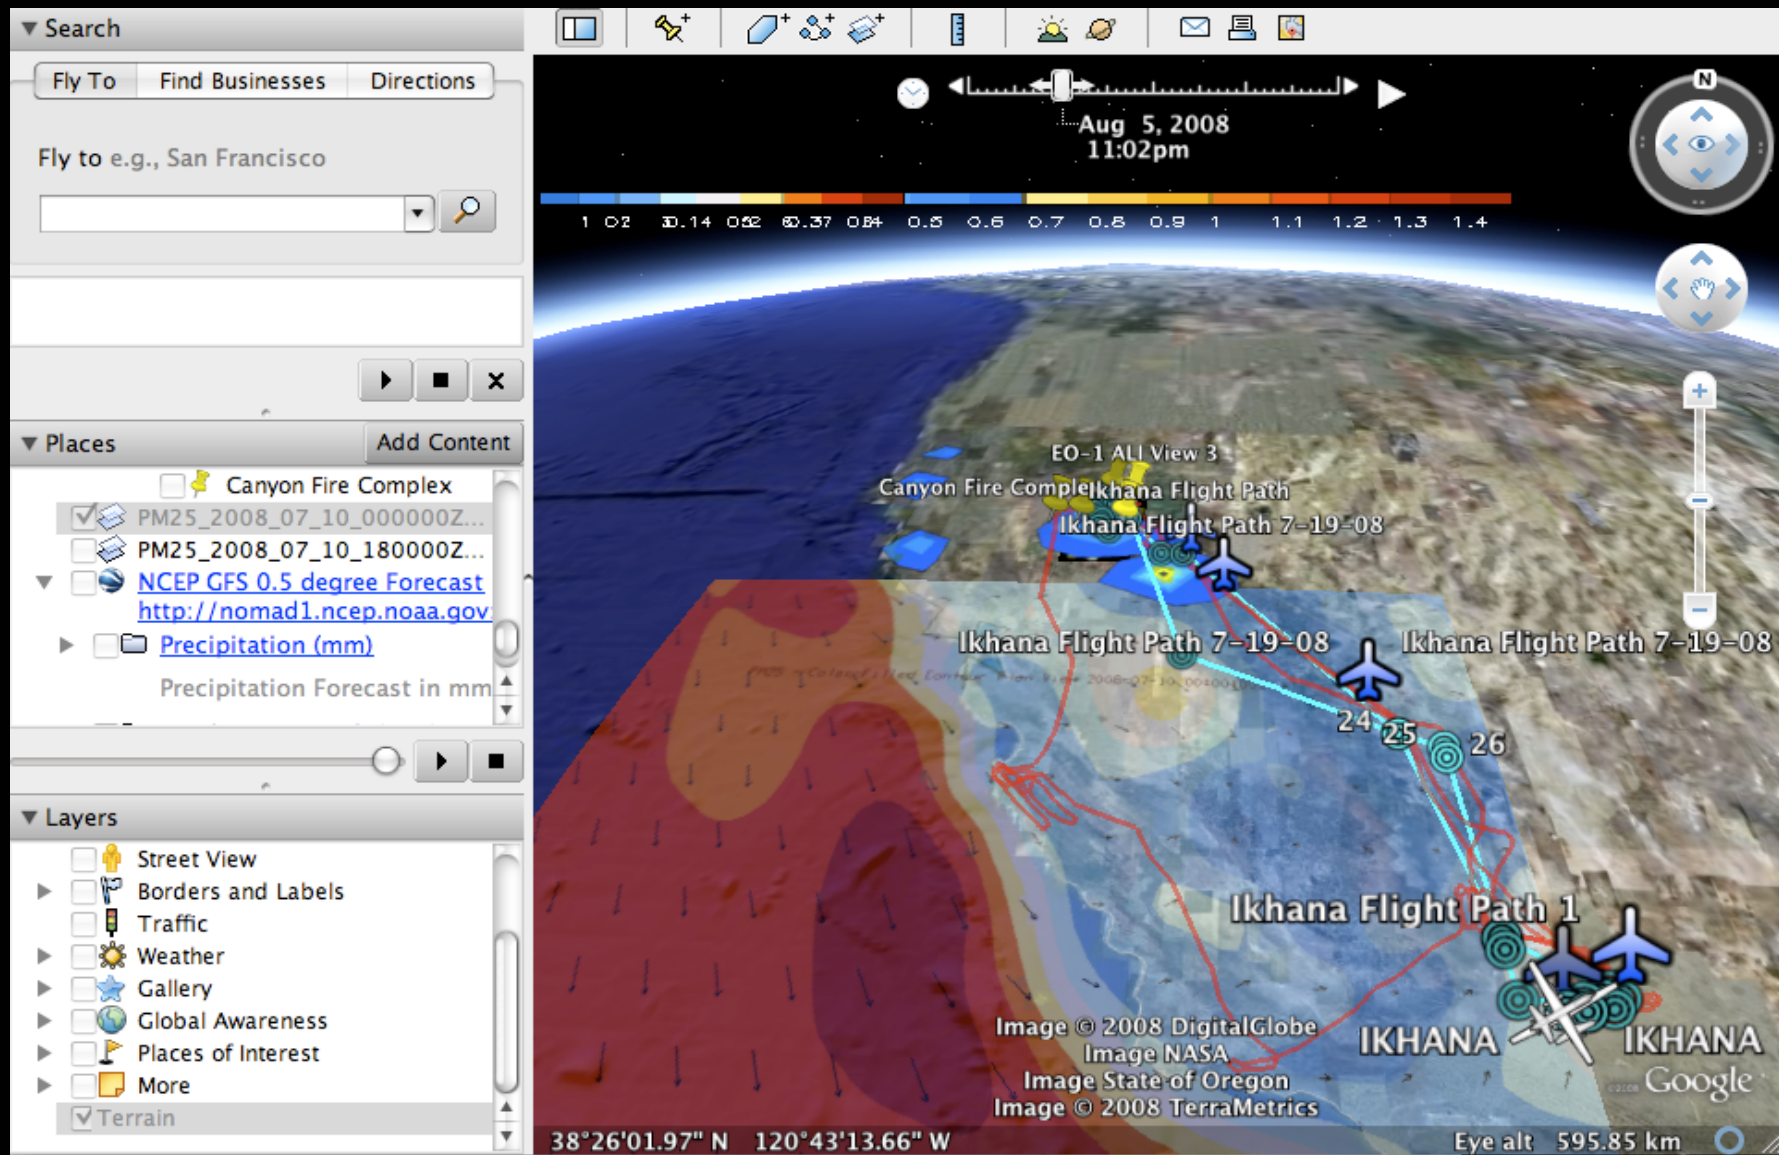 Search
Fly To
Find Businesses
Directions
Fly to e.g., San Francisco
Places
Add Content
Canyon Fire Complex
PM25_2008_07_10_000000Z...
PM25_2008_07_10_180000Z...
NCEP GFS 0.5 degree Forecast
http://nomad1.ncep.noaa.gov:
Precipitation (mm)
Precipitation Forecast in mm
Layers
Street View
Borders and Labels
Traffic
Weather
Gallery
Global Awareness
Places of Interest
More
Terrain
Aug 5, 2008
11:02pm
N
0.5 0.6 0.7 0.8 0.9 1 1.1 1.2 1.3 1.4
EO-1 ALI View 3
Canyon Fire Comple
Ikhana Flight Path
Ikhana Flight Path 7-19-08
Ikhana Flight Path 7-19-08
Ikhana Flight Path 7-19-08
24 25 26
Ikhana Flight Path 1
IKHANA
IKHANA
Image © 2008 DigitalGlobe
Image NASA
Image State of Oregon
Image © 2008 TerraMetrics
©2008 Google
38°26'01.97" N 120°43'13.66" W
Eye alt 595.85 km